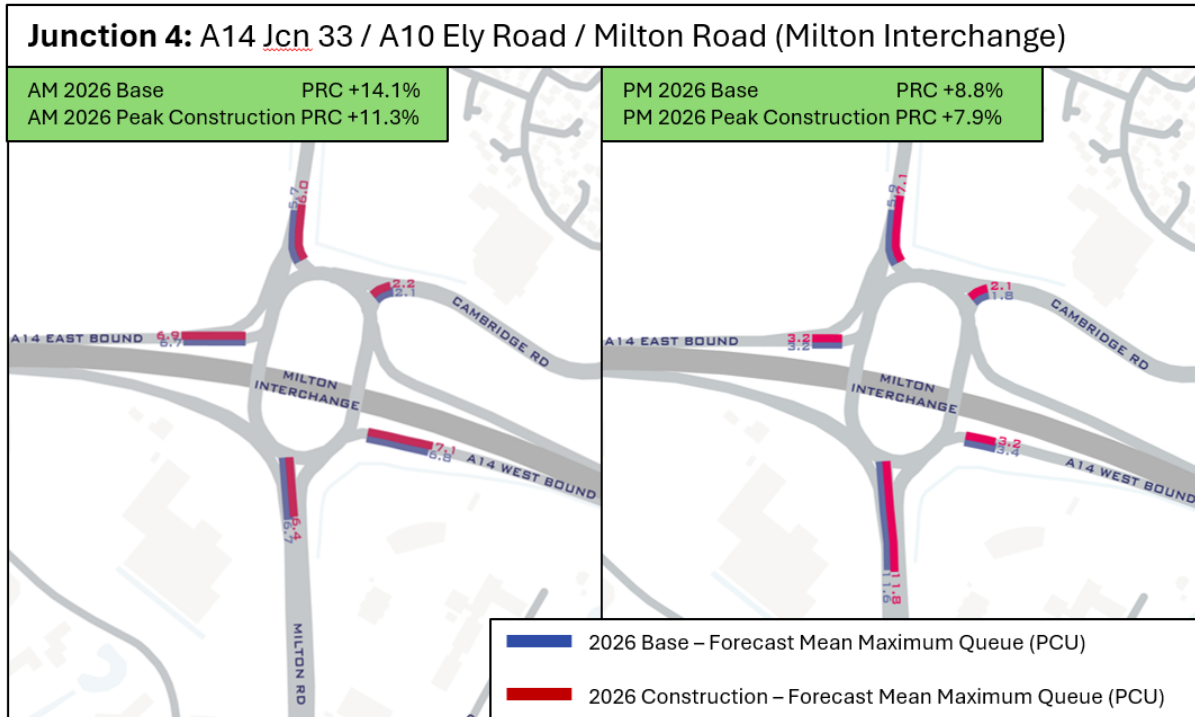 Junction 4: A14 Jcn 33 / A10 Ely Road / Milton Road (Milton Interchange)
AM 2026 Base PRC +14.1%
AM 2026 Peak Construction PRC +11.3%
PM 2026 Base PRC +8.8%
PM 2026 Peak Construction PRC +7.9%
5.7
6.0
2.2
2.1
CAMBRIDGE RD
A14 EAST BOUND
6.9
6.7
MILTON
INTERCHANGE
7.1
6.8
A14 WEST BOUND
6.7
6.4
MILTON RD
5.9
7.1
2.1
1.8
CAMBRIDGE RD
A14 EAST BOUND
3.2
3.2
MILTON
INTERCHANGE
3.2
3.4
A14 WEST BOUND
11.6
11.8
2026 Base – Forecast Mean Maximum Queue (PCU)
2026 Construction – Forecast Mean Maximum Queue (PCU)